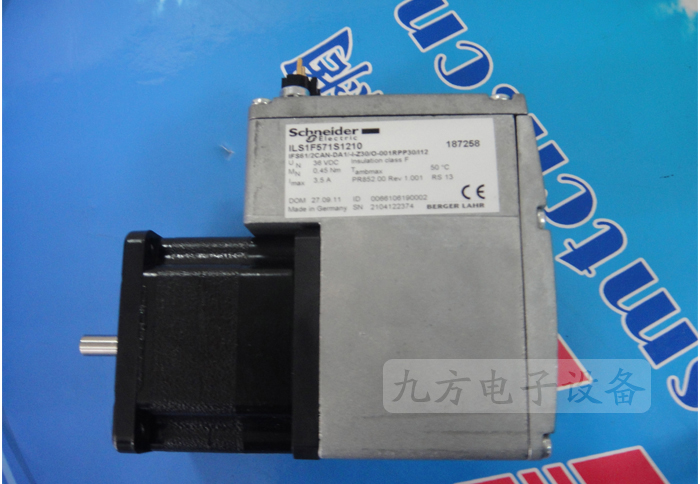 Schneider
Electric
ILS1F571S1210 187258
IFS61/2CAN-DA1/-I-Z30/O-001RPP30/I12
UN 36 VDC Insulation class F
MN 0,45 Nm Tambmax 50 °C
Imax 3,5 A PR852.00 Rev.1.001 RS 13
DOM 27.09.11 ID 0066106190002
Made in Germany SN 2104122374 BERGER LAHR
CE
九方电子设备
smtcn